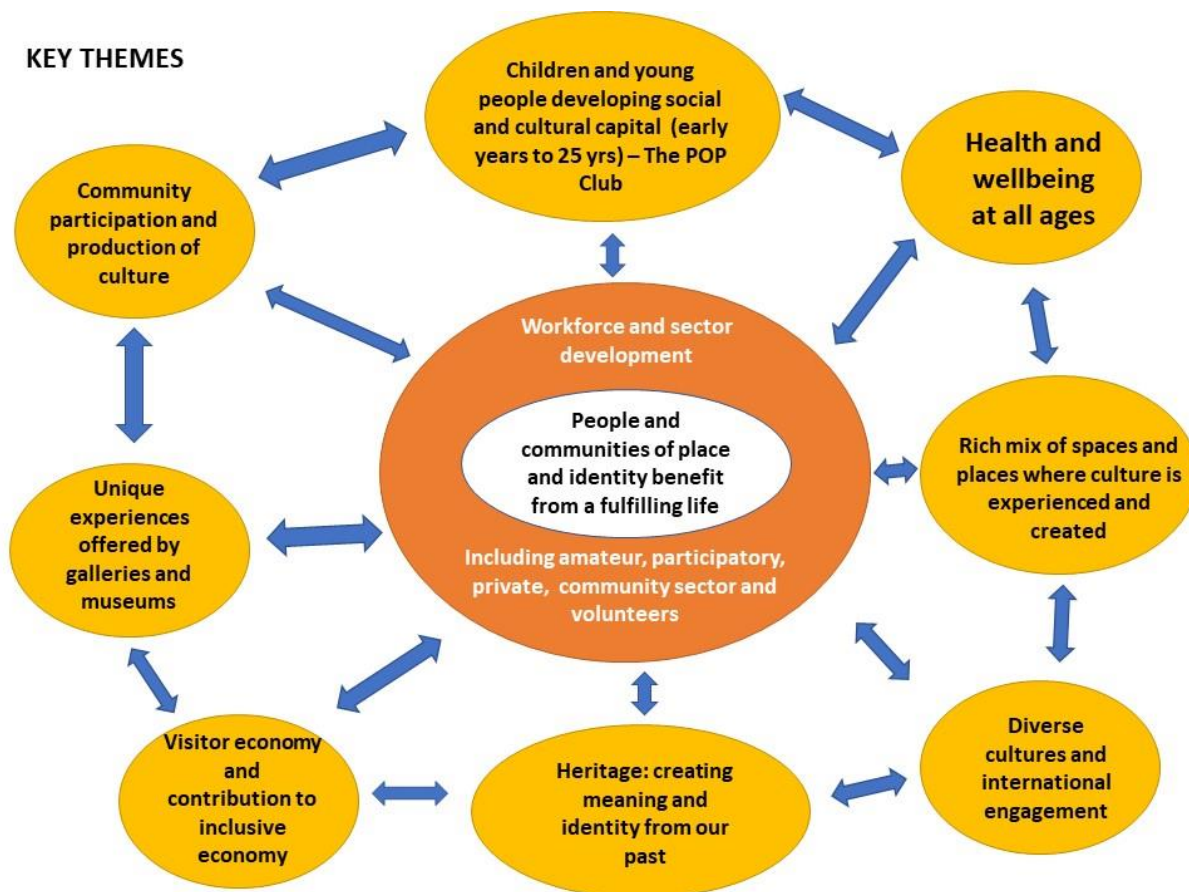 KEY THEMES
Children and young
people developing social
and cultural capital (early
years to 25 yrs) – The POP
Club
Health and
wellbeing
at all ages
Community
participation and
production of
culture
Workforce and sector
development
People and
communities of place
and identity benefit
from a fulfilling life
Including amateur, participatory,
private, community sector and
volunteers
Rich mix of spaces and
places where culture is
experienced and
created
Unique
experiences
offered by
galleries and
museums
Diverse
cultures and
international
engagement
Visitor economy
and
contribution to
inclusive
economy
Heritage: creating
meaning and
identity from our
past